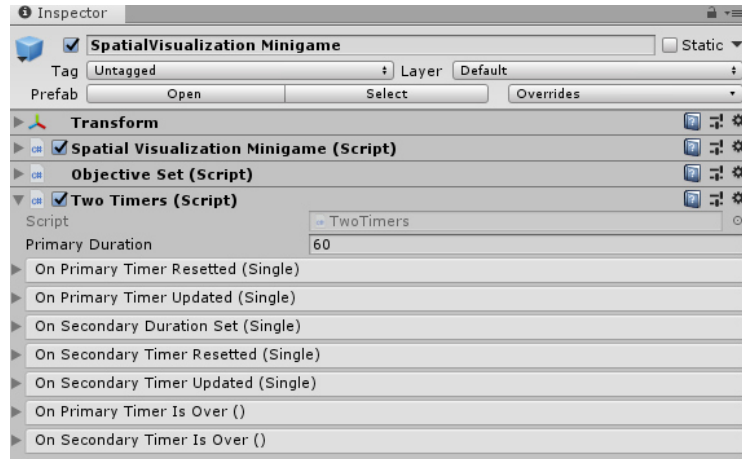 Inspector
SpatialVisualization Minigame Static
Tag Untagged Layer Default
Prefab Open Select Overrides
Transform
Spatial Visualization Minigame (Script)
Objective Set (Script)
Two Timers (Script)
Script TwoTimers
Primary Duration 60
On Primary Timer Resetted (Single)
On Primary Timer Updated (Single)
On Secondary Duration Set (Single)
On Secondary Timer Resetted (Single)
On Secondary Timer Updated (Single)
On Primary Timer Is Over ()
On Secondary Timer Is Over ()